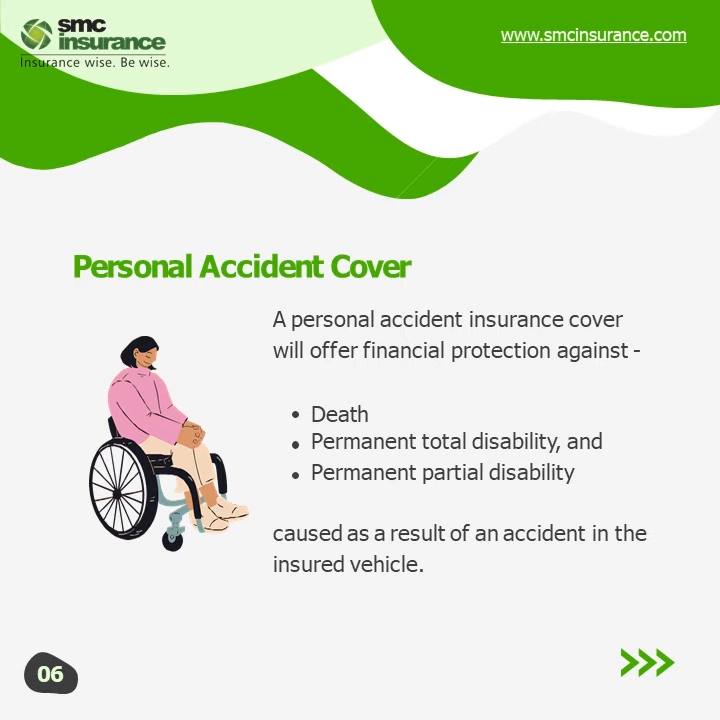 smc
insurance
Insurance wise. Be wise.
www.smcinsurance.com
Personal Accident Cover
A personal accident insurance cover
will offer financial protection against -
• Death
• Permanent total disability, and
• Permanent partial disability
caused as a result of an accident in the
insured vehicle.
06